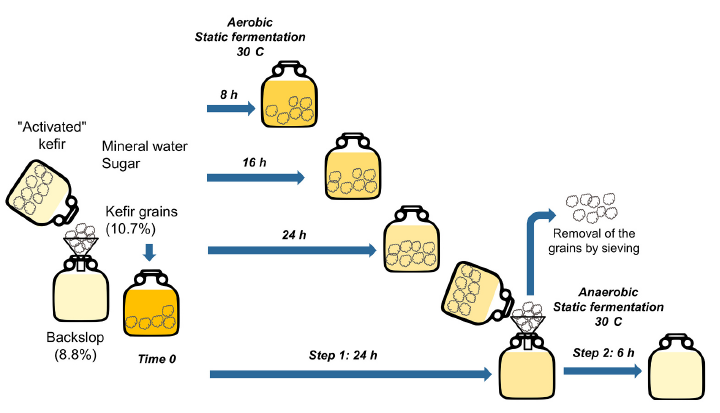 Aerobic
Static fermentation
30 C
8 h
"Activated"
kefir
Mineral water
Sugar
16 h
Kefir grains
(10.7%)
24 h
Removal of the
grains by sieving
Anaerobic
Static fermentation
30 C
Backslop
(8.8%)
Time 0
Step 1: 24 h
Step 2: 6 h